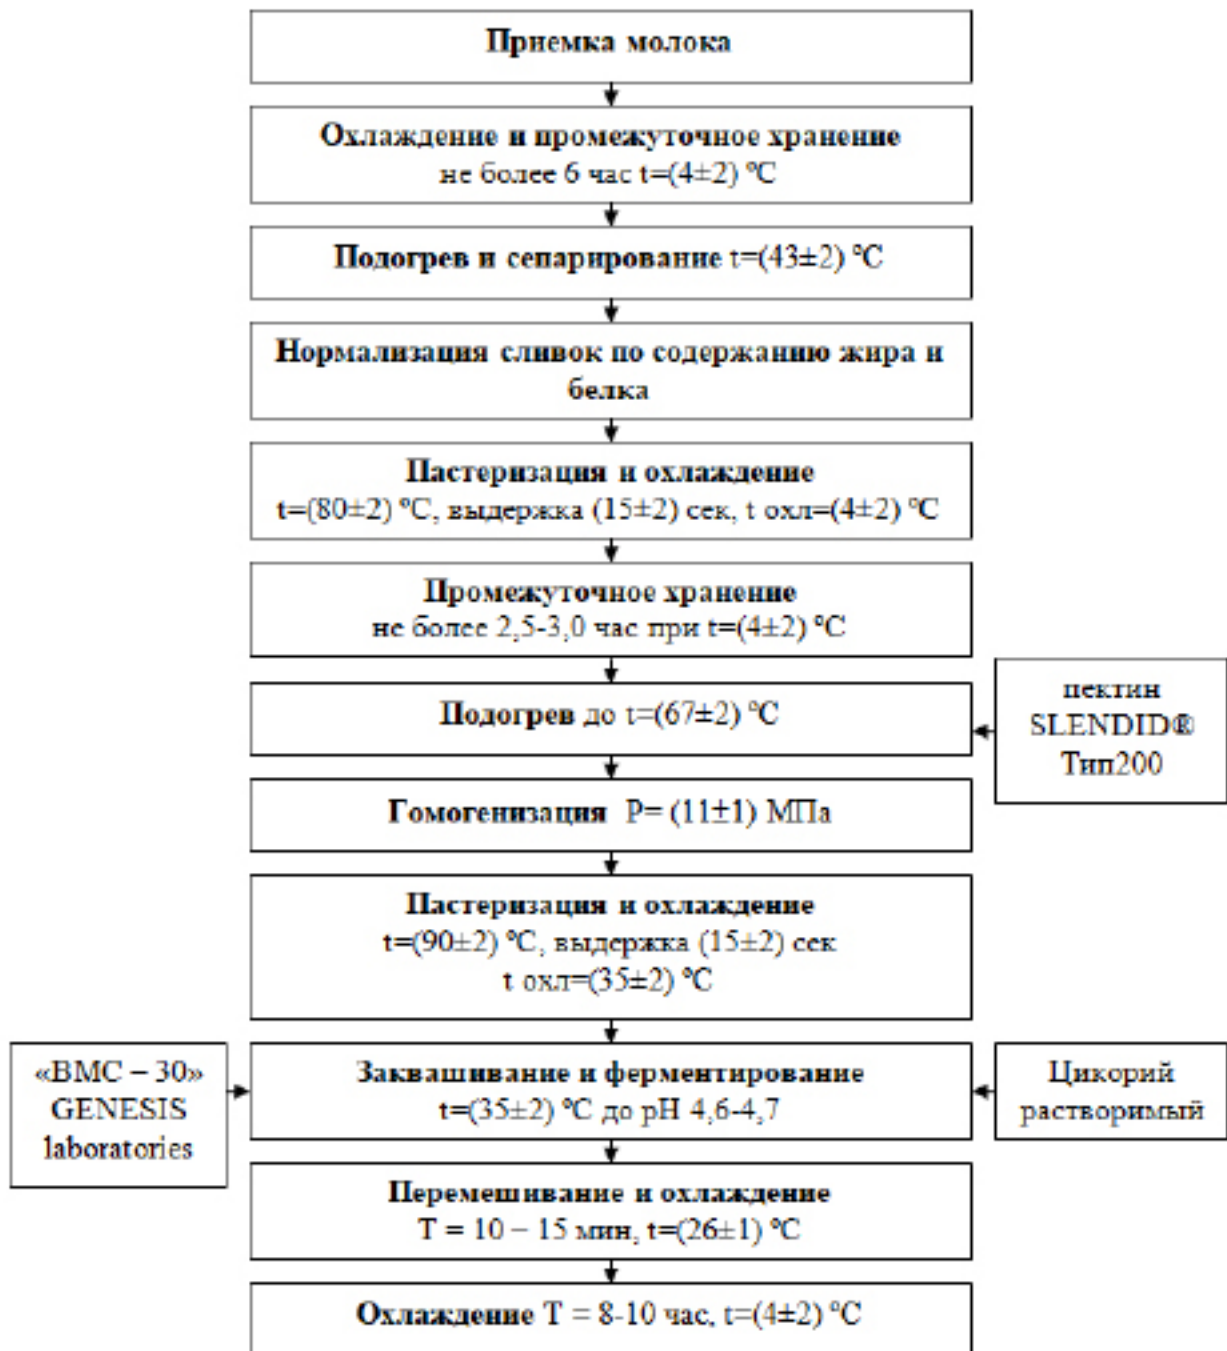 Приемка молока
Охлаждение и промежуточное хранение
не более 6 час t=(4±2) °C
Подогрев и сепарирование t=(43±2) °C
Нормализация сливок по содержанию жира и
белка
Пастеризация и охлаждение
t=(80±2) °C, выдержка (15±2) сек, t охл=(4±2) °C
Промежуточное хранение
не более 2,5-3,0 час при t=(4±2) °C
Подогрев до t=(67±2) °C
пектин
SLENDID®
Тип200
Гомогенизация P= (11±1) МПа
Пастеризация и охлаждение
t=(90±2) °C, выдержка (15±2) сек
t охл=(35±2) °C
«BMC – 30»
GENESIS
laboratories
Заквашивание и ферментирование
t=(35±2) °C до pH 4,6-4,7
Цикорий
растворимый
Перемешивание и охлаждение
T = 10 – 15 мин, t=(26±1) °C
Охлаждение T = 8-10 час, t=(4±2) °C